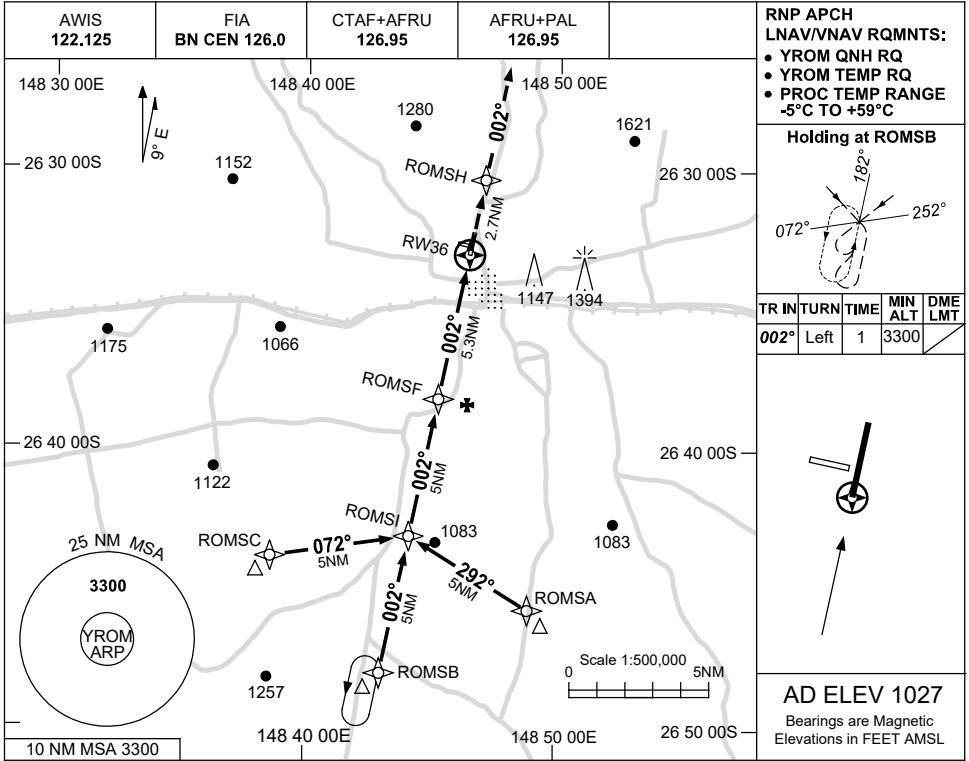 AWIS
122.125
FIA
BN CEN 126.0
CTAF+AFRU
126.95
AFRU+PAL
126.95
RNP APCH
LNAV/VNAV RQMNTS:
• YROM QNH RQ
• YROM TEMP RQ
• PROC TEMP RANGE
-5°C TO +59°C
148 30 00E
148 40 00E
148 50 00E
9° E
1280
1621
002°
1152
26 30 00S
ROMSH
26 30 00S
2.7NM
RW36
1147
1394
1175
1066
002°
5.3NM
ROMSF
26 40 00S
26 40 00S
1122
002°
5NM
ROMSI
1083
1083
ROMSC
072°
5NM
292°
5NM
ROMSA
002°
5NM
ROMSB
1257
25 NM MSA
3300
YROM
ARP
10 NM MSA 3300
Scale 1:500,000
0
5NM
148 40 00E
148 50 00E
26 50 00S
Holding at ROMSB
182°
072°
252°
TR IN
TURN
TIME
MIN
ALT
DME
LMT
002°
Left
1
3300
AD ELEV 1027
Bearings are Magnetic
Elevations in FEET AMSL